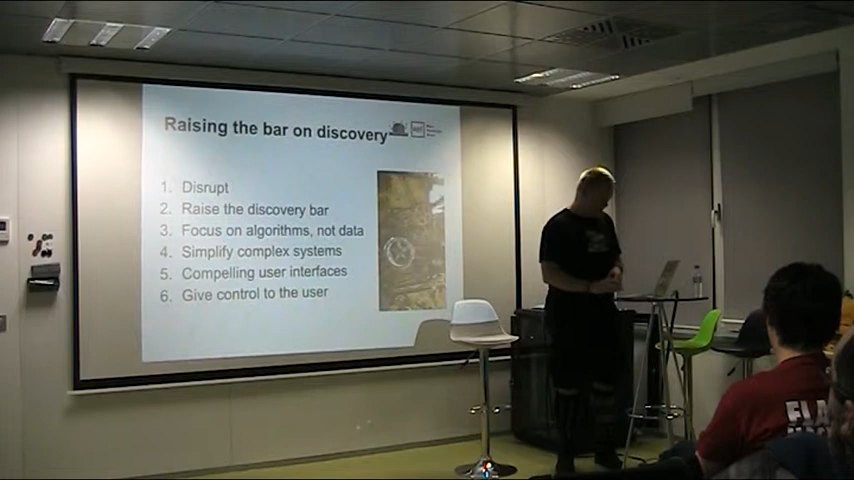 Raising the bar on discovery
1. Disrupt
2. Raise the discovery bar
3. Focus on algorithms, not data
4. Simplify complex systems
5. Compelling user interfaces
6. Give control to the user